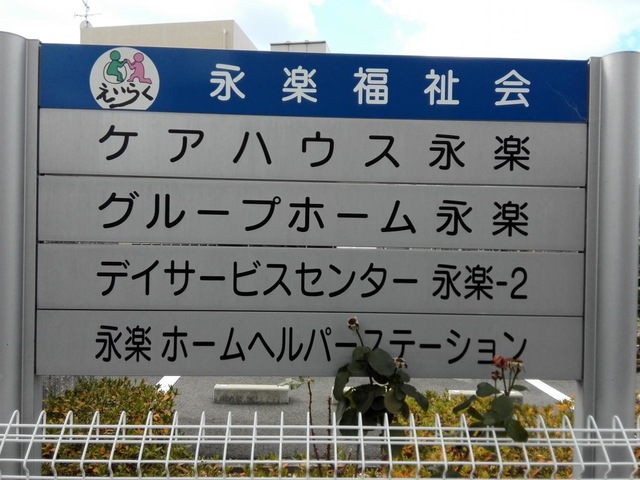 えいらく
永楽福祉会
ケアハウス永楽
グループホーム永楽
デイサービスセンター 永楽-2
永楽 ホームヘルパーステーション